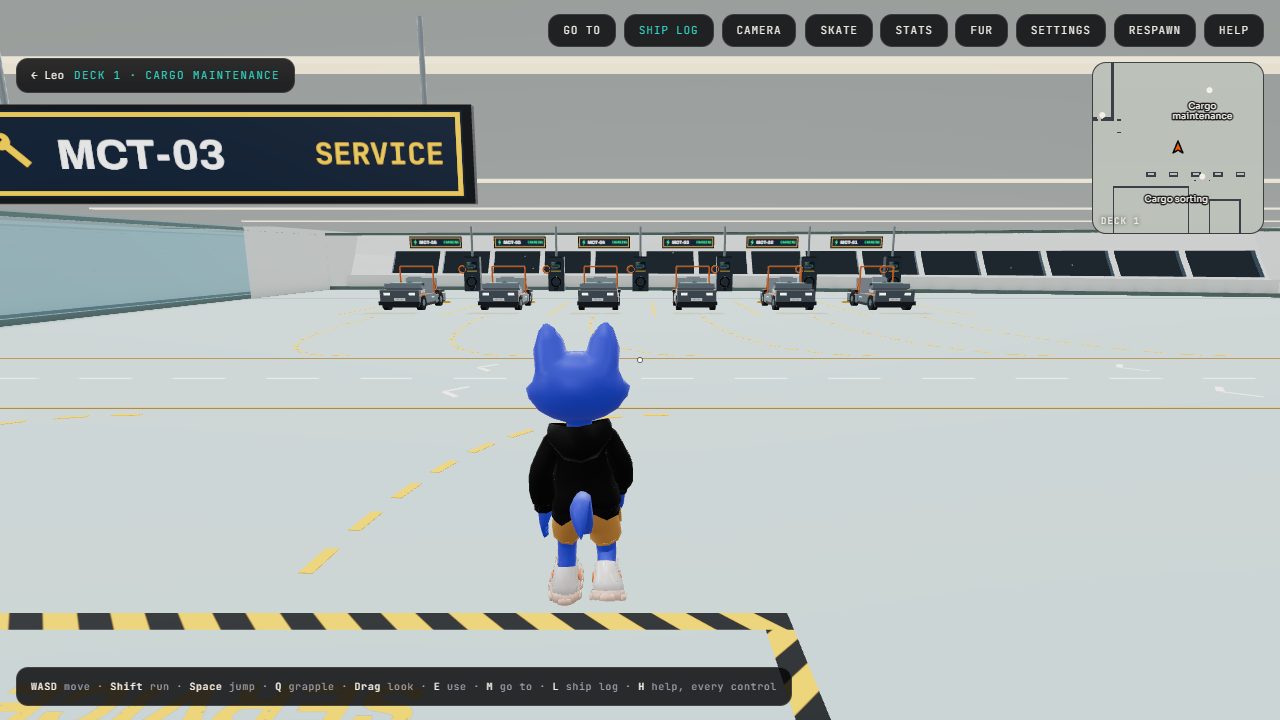 GO TO
SHIP LOG
CAMERA
SKATE
STATS
FUR
SETTINGS
RESPAWN
HELP
← Leo DECK 1 · CARGO MAINTENANCE
MCT-03 SERVICE
Cargo
maintenance
Cargo sorting
DECK 1
WASD move · Shift run · Space jump · Q grapple · Drag look · E use · M go to · L ship log · H help, every control